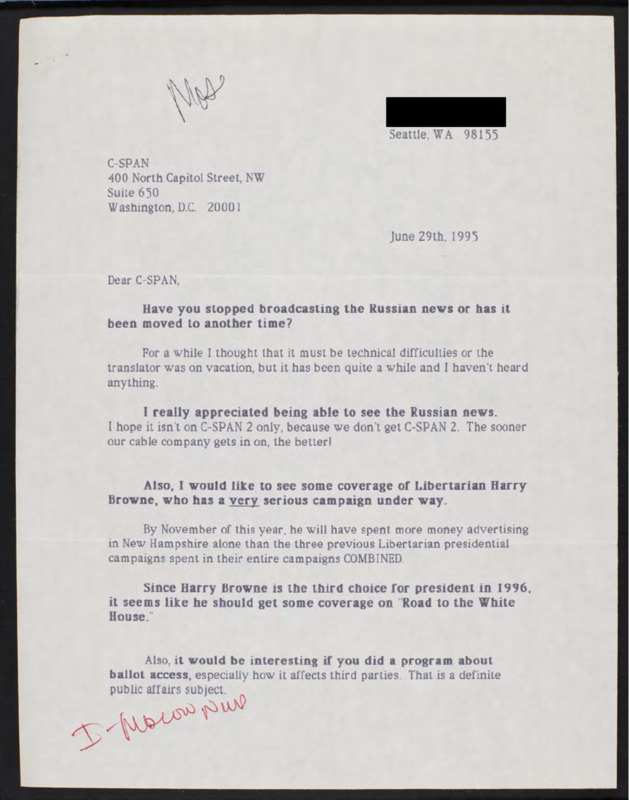 Seattle, WA 98155
C-SPAN
400 North Capitol Street, NW
Suite 650
Washington, D.C. 20001
June 29th, 1995
Dear C-SPAN,
Have you stopped broadcasting the Russian news or has it
been moved to another time?
For a while I thought that it must be technical difficulties or the
translator was on vacation, but it has been quite a while and I haven't heard
anything.
I really appreciated being able to see the Russian news.
I hope it isn't on C-SPAN 2 only, because we don't get C-SPAN 2. The sooner
our cable company gets in on, the better!
Also, I would like to see some coverage of Libertarian Harry
Browne, who has a very serious campaign under way.
By November of this year, he will have spent more money advertising
in New Hampshire alone than the three previous Libertarian presidential
campaigns spent in their entire campaigns COMBINED.
Since Harry Browne is the third choice for president in 1996,
it seems like he should get some coverage on "Road to the White
House."
Also, it would be interesting if you did a program about
ballot access, especially how it affects third parties. That is a definite
public affairs subject.